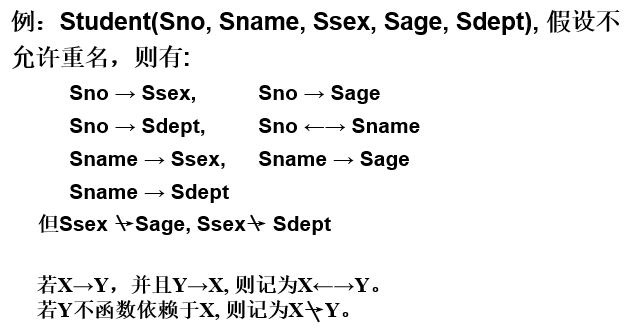 例：Student(Sno, Sname, Ssex, Sage, Sdept), 假设不
允许重名，则有:
Sno → Ssex, Sno → Sage
Sno → Sdept, Sno ←→ Sname
Sname → Ssex, Sname → Sage
Sname → Sdept
但Ssex ↛ Sage, Ssex ↛ Sdept
若X→Y，并且Y→X, 则记为X←→Y。
若Y不函数依赖于X, 则记为X↛Y。